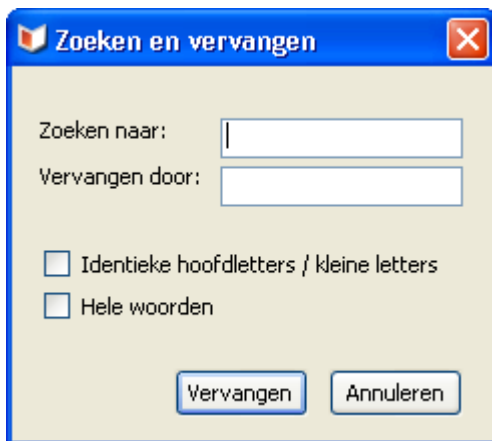 Zoeken en vervangen
Zoeken naar:
Vervangen door:
Identieke hoofdletters / kleine letters
Hele woorden
Vervangen Annuleren